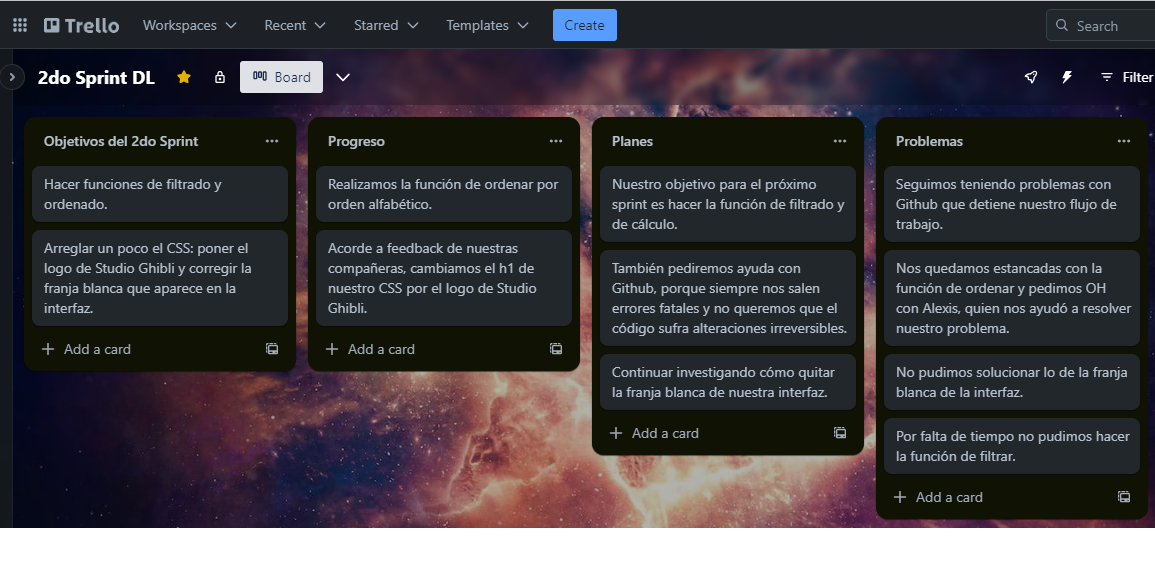 Trello Workspaces Recent Starred Templates Create Search
2do Sprint DL Board Filter
Objetivos del 2do Sprint
Hacer funciones de filtrado y
ordenado.
Arreglar un poco el CSS: poner el
logo de Studio Ghibli y corregir la
franja blanca que aparece en la
interfaz.
Add a card
Progreso
Realizamos la función de ordenar por
orden alfabético.
Acorde a feedback de nuestras
compañeras, cambiamos el h1 de
nuestro CSS por el logo de Studio
Ghibli.
Add a card
Planes
Nuestro objetivo para el próximo
sprint es hacer la función de filtrado y
de cálculo.
También pediremos ayuda con
Github, porque siempre nos salen
errores fatales y no queremos que el
código sufra alteraciones irreversibles.
Continuar investigando cómo quitar
la franja blanca de nuestra interfaz.
Add a card
Problemas
Seguimos teniendo problemas con
Github que detiene nuestro flujo de
trabajo.
Nos quedamos estancadas con la
función de ordenar y pedimos OH
con Alexis, quien nos ayudó a resolver
nuestro problema.
No pudimos solucionar lo de la franja
blanca de la interfaz.
Por falta de tiempo no pudimos hacer
la función de filtrar.
Add a card